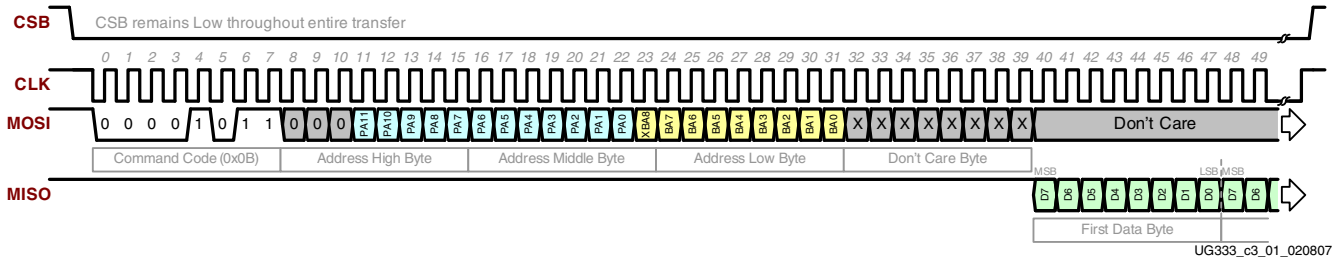 CSB CSB remains Low throughout entire transfer
0 1 2 3 4 5 6 7 8 9 10 11 12 13 14 15 16 17 18 19 20 21 22 23 24 25 26 27 28 29 30 31 32 33 34 35 36 37 38 39 40 41 42 43 44 45 46 47 48 49
CLK
MOSI 0 0 0 0 1 0 1 1 0 0 0 PA11 PA10 PA9 PA8 PA7 PA6 PA5 PA4 PA3 PA2 PA1 PA0 XBA8 BA7 BA6 BA5 BA4 BA3 BA2 BA1 BA0 X X X X X X X X Don't Care
Command Code (0x0B) Address High Byte Address Middle Byte Address Low Byte Don't Care Byte
MSB LSB MSB
MISO D7 D6 D5 D4 D3 D2 D1 D0 D7 D6
First Data Byte
UG333_c3_01_020807